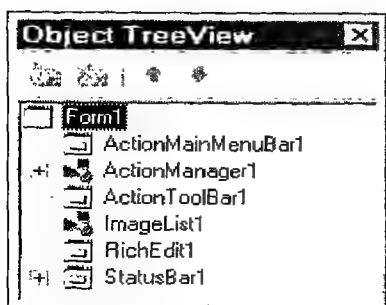 Object TreeView
Form1
ActionMainMenuBar1
ActionManager1
ActionToolBar1
ImageList1
RichEdit1
StatusBar1